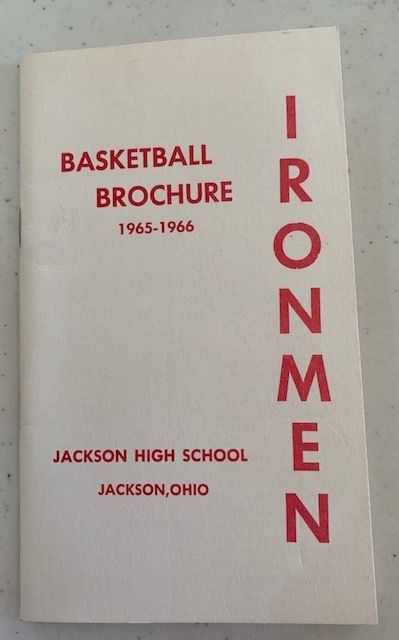 BASKETBALL
BROCHURE
1965-1966
IRONMEN
JACKSON HIGH SCHOOL
JACKSON,OHIO